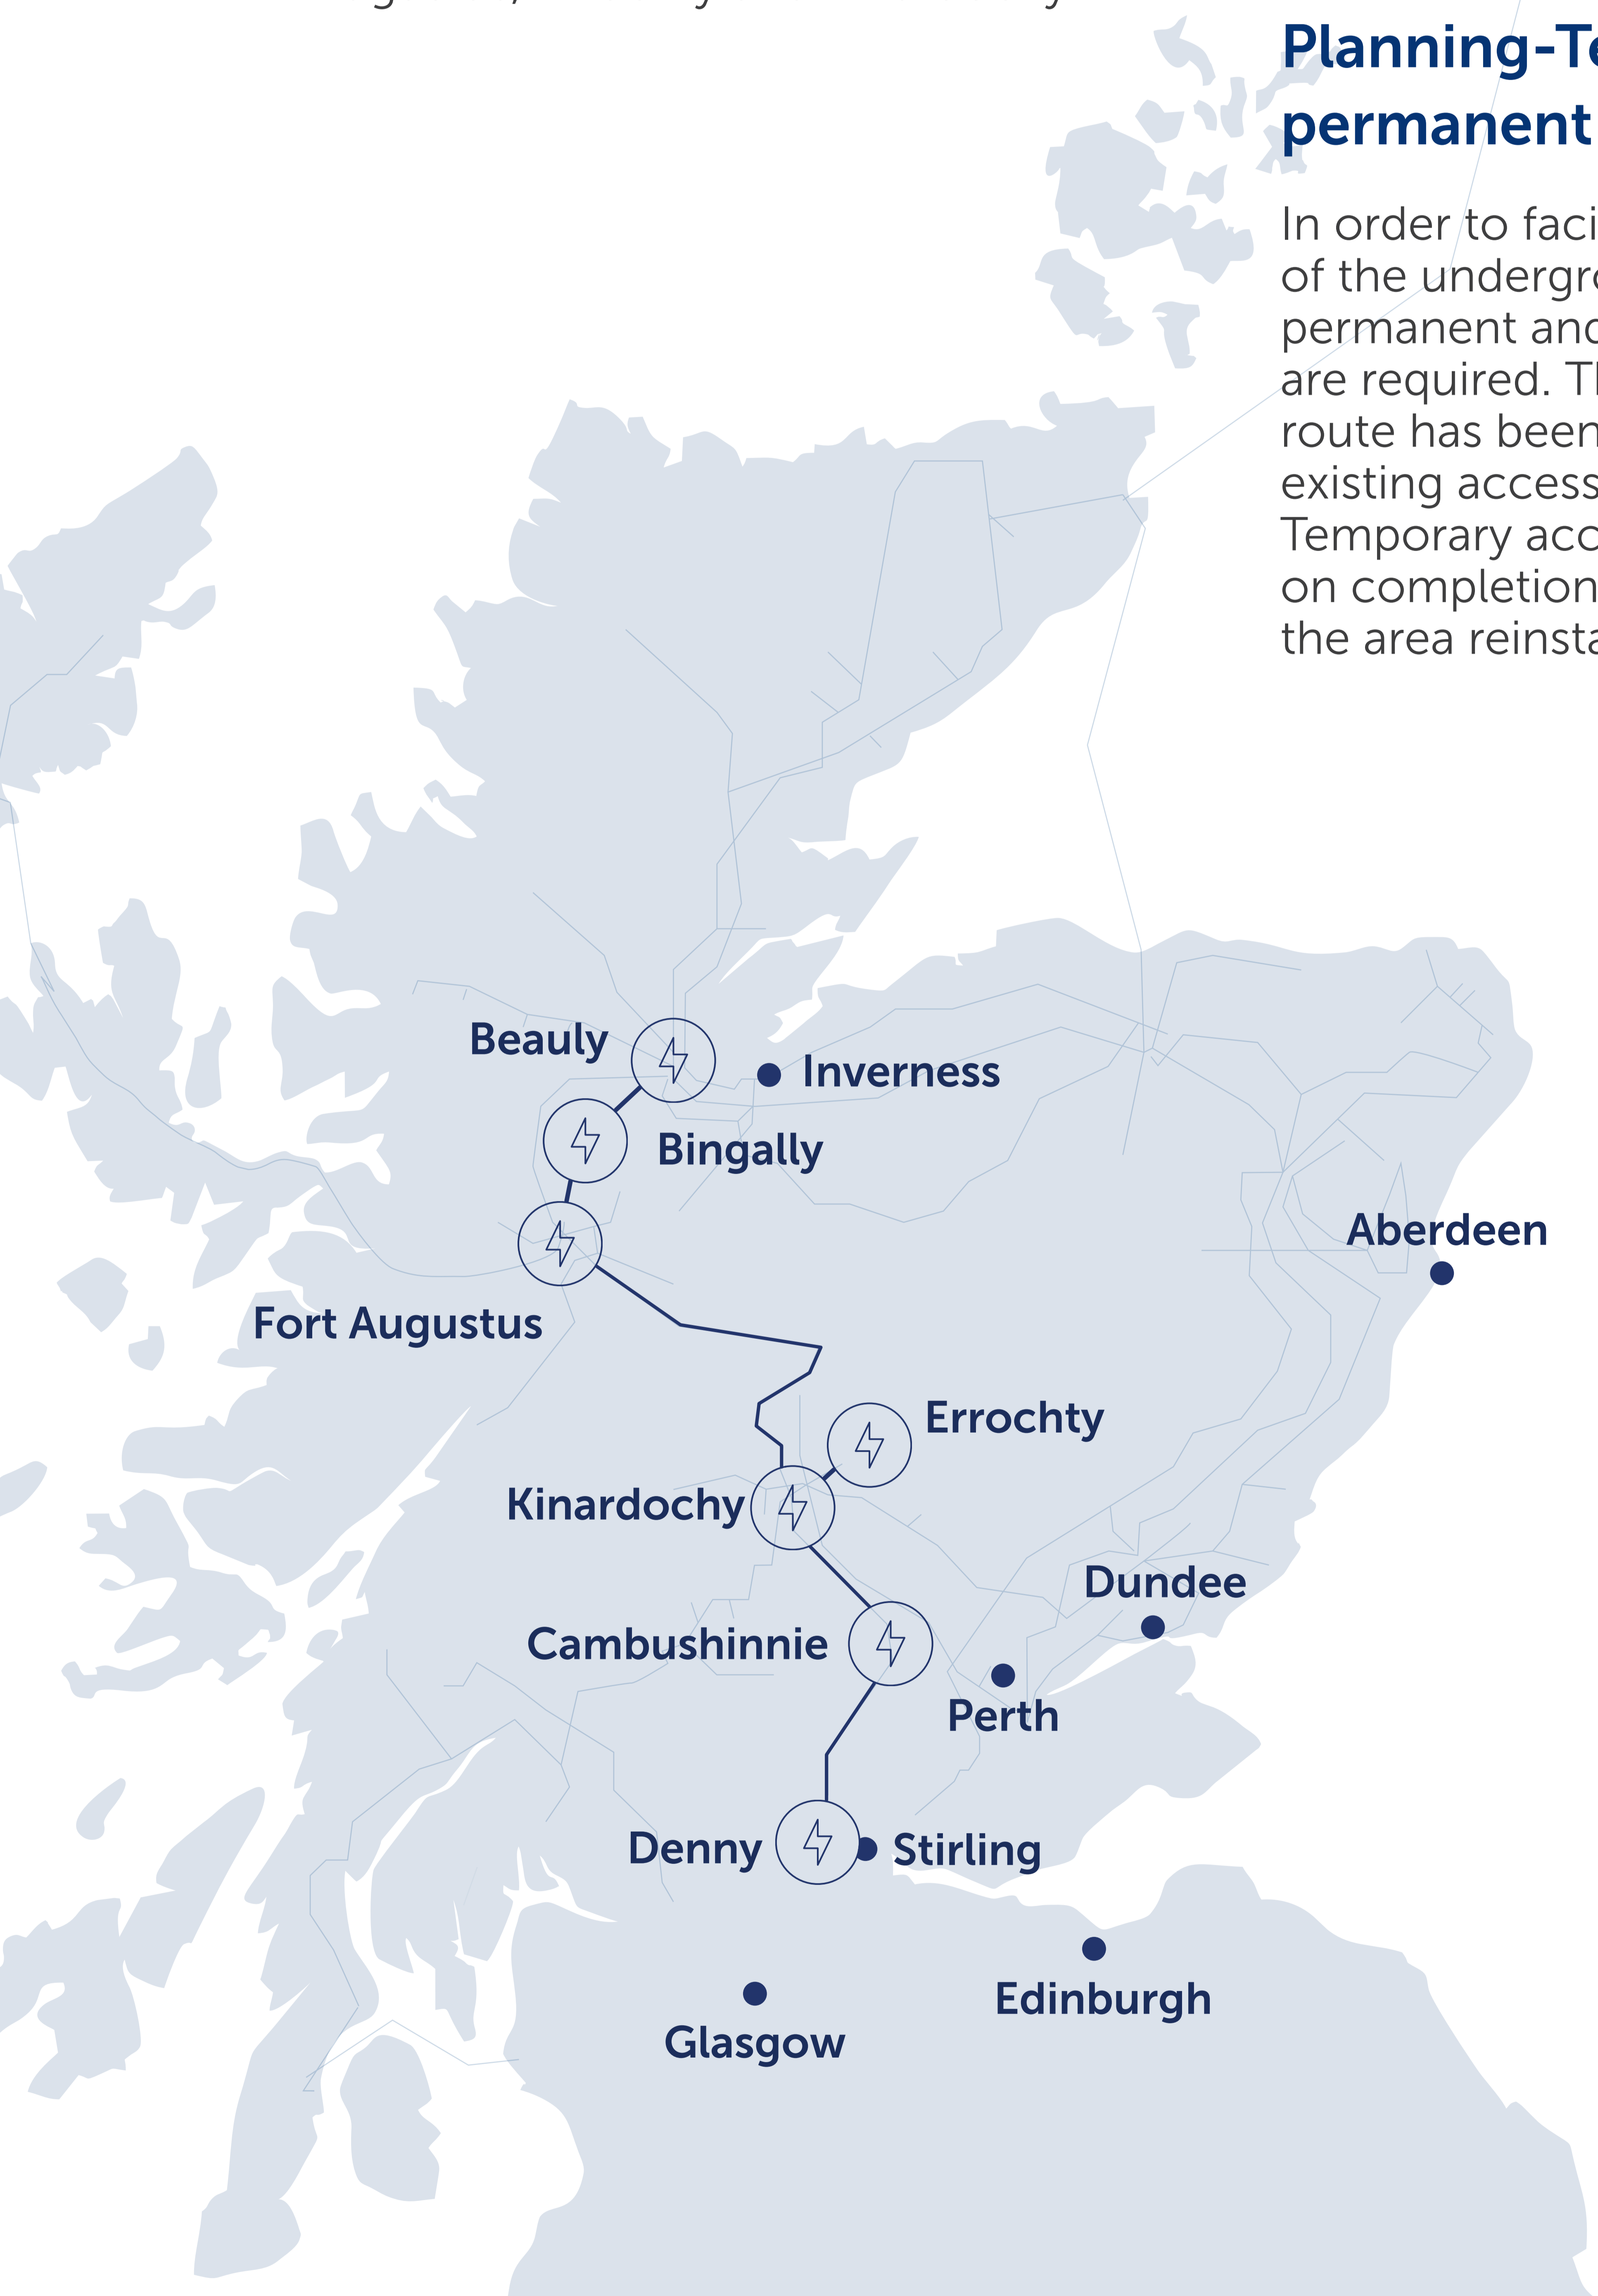 Planning-Te
permanent
In order to faci
of the undergr
permanent and
are required. Th
route has been
existing access
Temporary acc
on completion
the area reinsta
Beauly
Inverness
Bingally
Aberdeen
Fort Augustus
Errochty
Kinardochy
Dundee
Cambushinnie
Perth
Denny
Stirling
Edinburgh
Glasgow